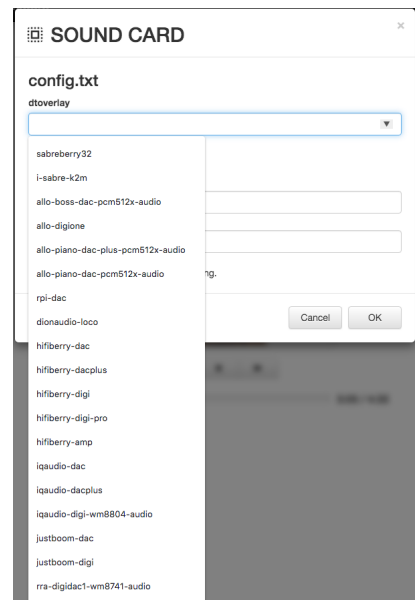 SOUND CARD
×
config.txt
dtoverlay
sabreberry32
i-sabre-k2m
allo-boss-dac-pcm512x-audio
allo-digione
allo-piano-dac-plus-pcm512x-audio
allo-piano-dac-pcm512x-audio
ng.
rpi-dac
dionaudio-loco
Cancel
OK
hifiberry-dac
hifiberry-dacplus
hifiberry-digi
hifiberry-digi-pro
hifiberry-amp
iqaudio-dac
iqaudio-dacplus
iqaudio-digi-wm8804-audio
justboom-dac
justboom-digi
rra-digidac1-wm8741-audio